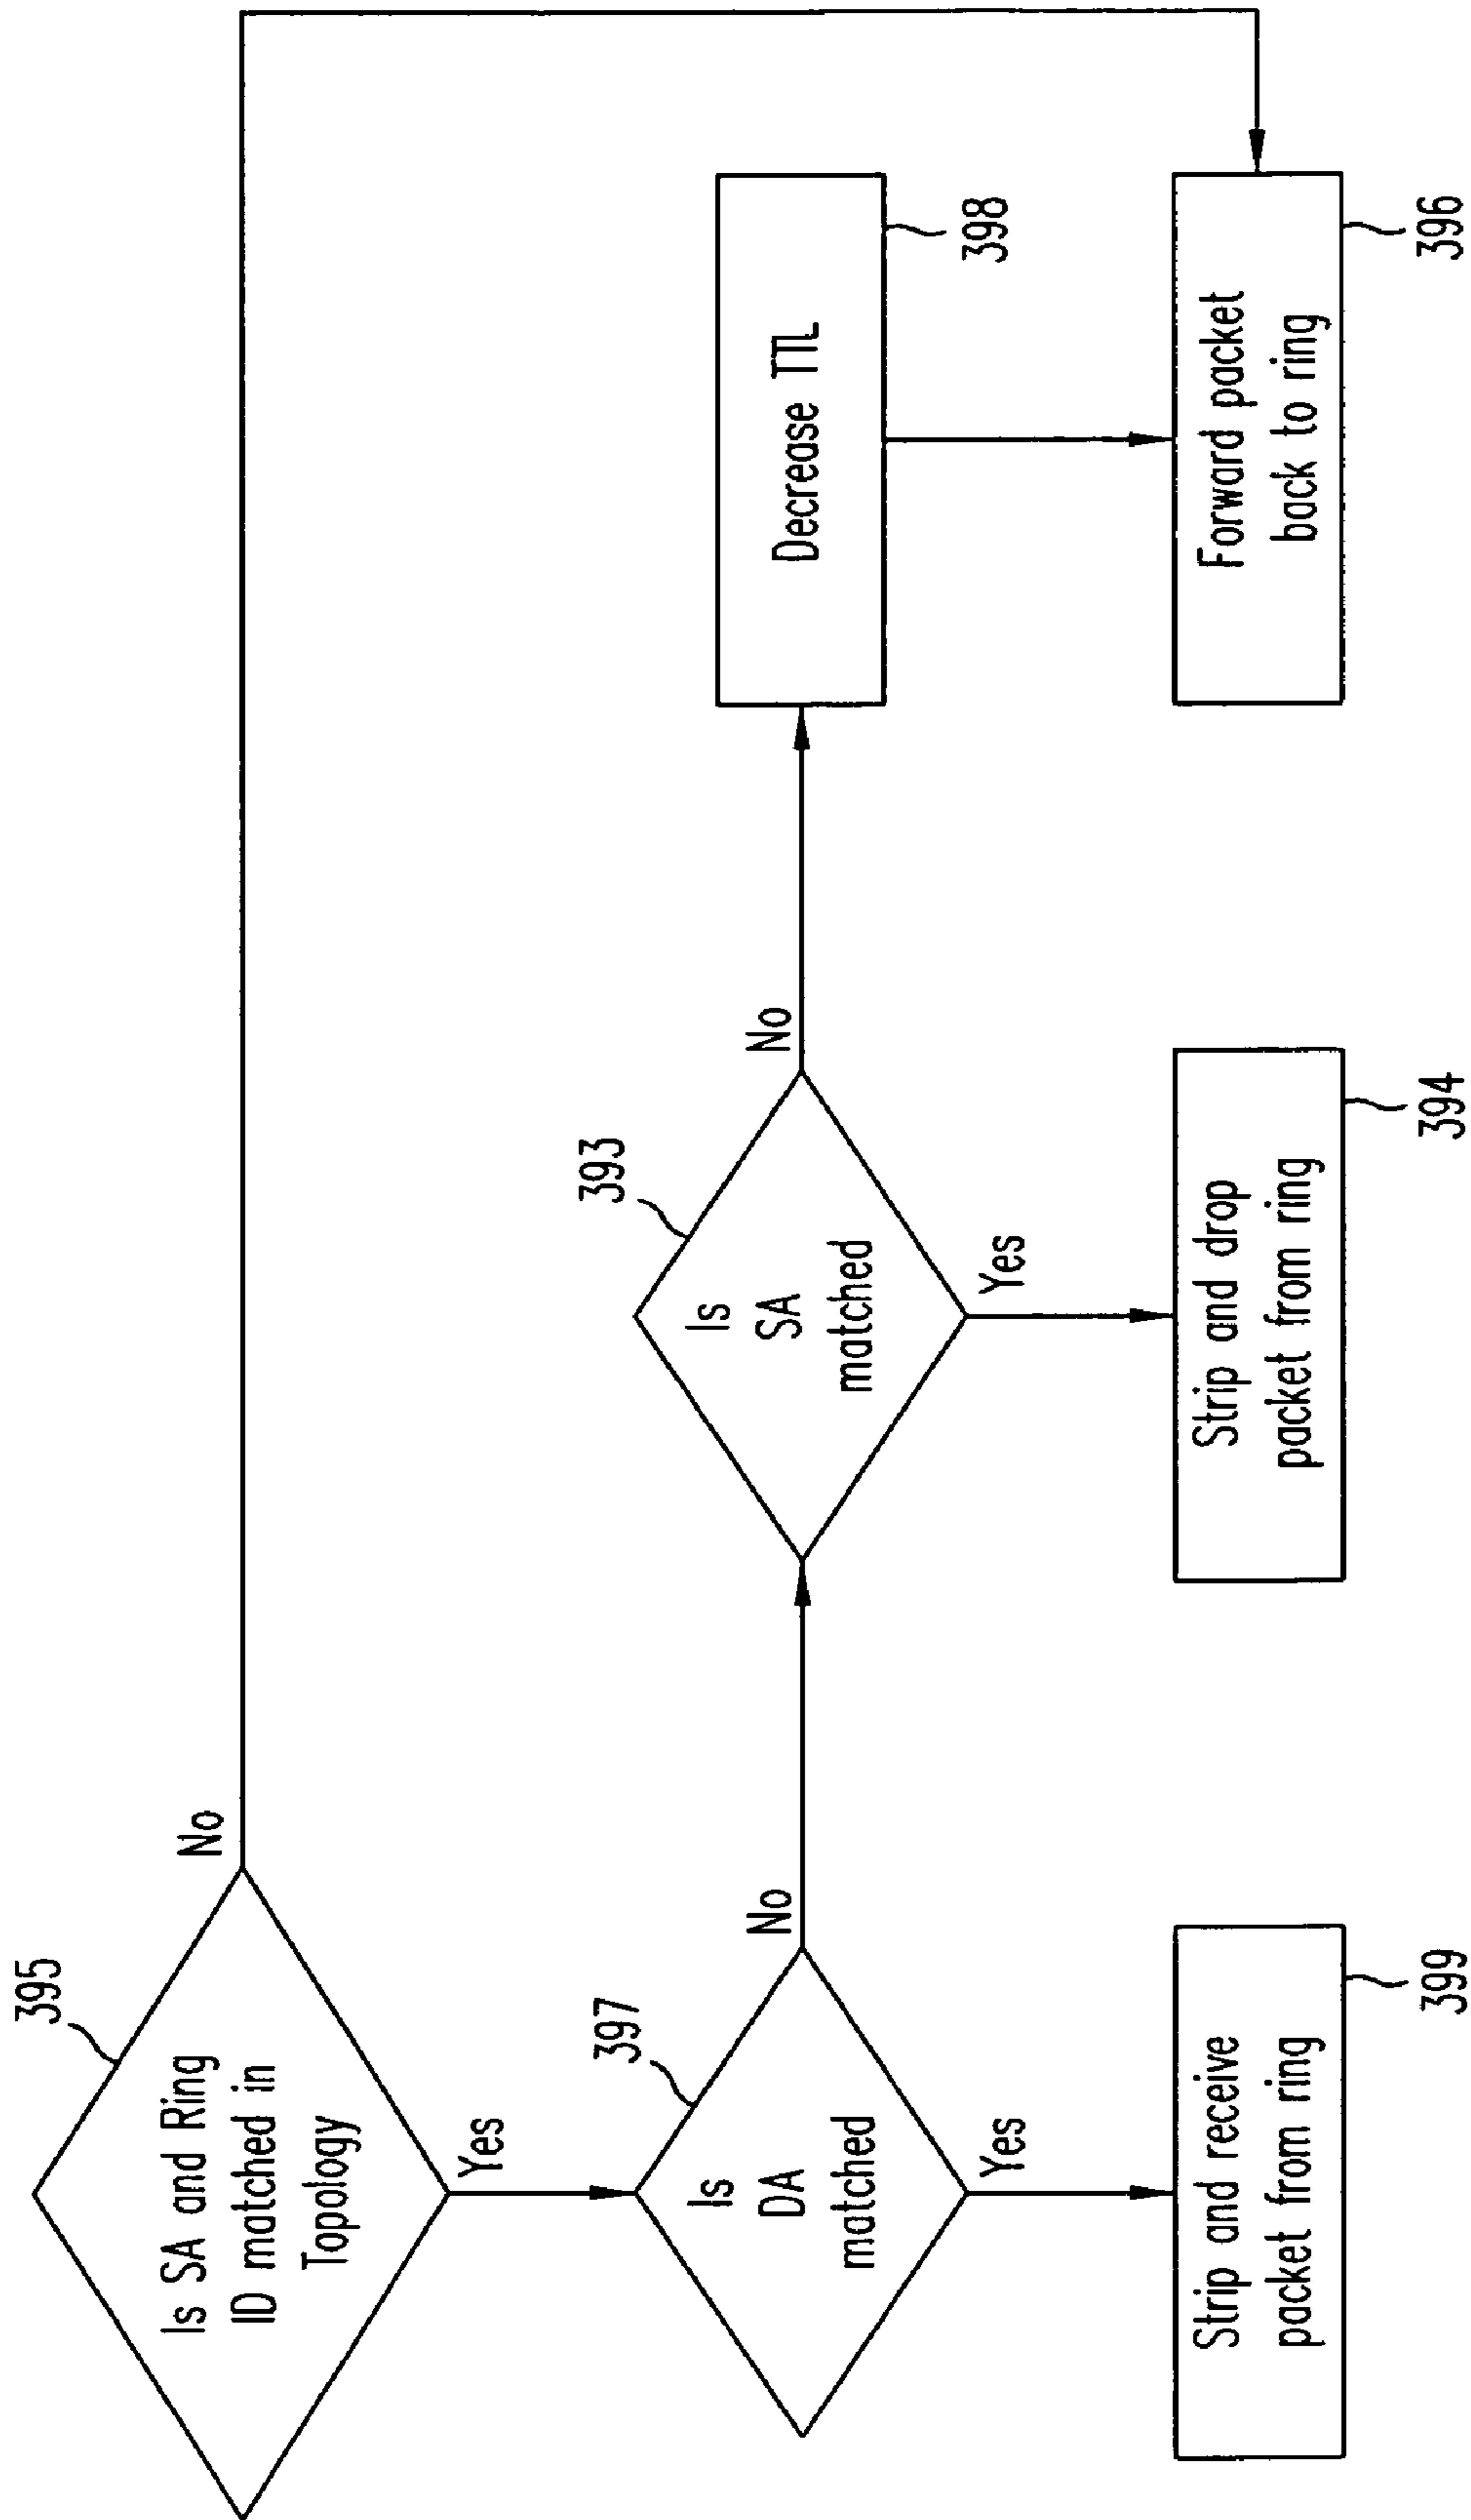 395
Is SA and Ring
ID matched in
Topology
No
Yes
397
Is
DA
matched
No
Yes
393
Is
SA
matched
No
Yes
Decrease TTL
398
Strip and receive
packet from ring
399
Strip and drop
packet from ring
394
Forward packet
back to ring
396